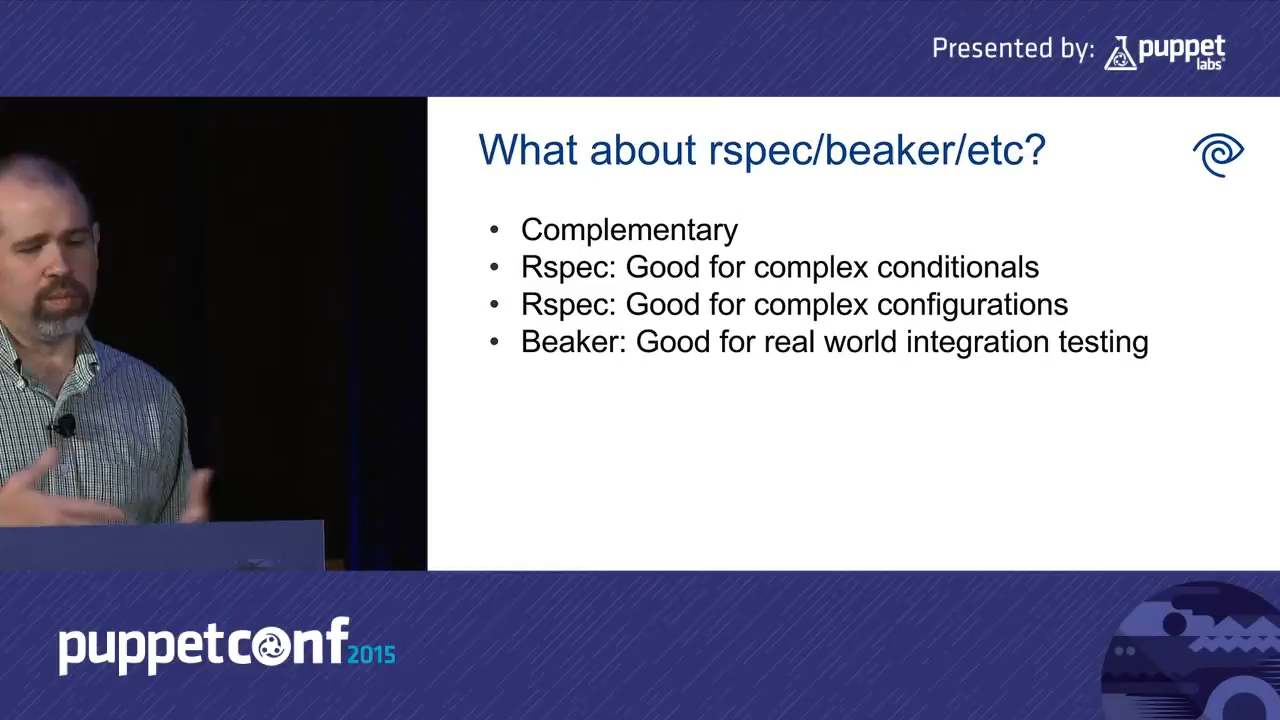 Presented by: puppet labs
What about rspec/beaker/etc?
• Complementary
• Rspec: Good for complex conditionals
• Rspec: Good for complex configurations
• Beaker: Good for real world integration testing
puppetconf 2015